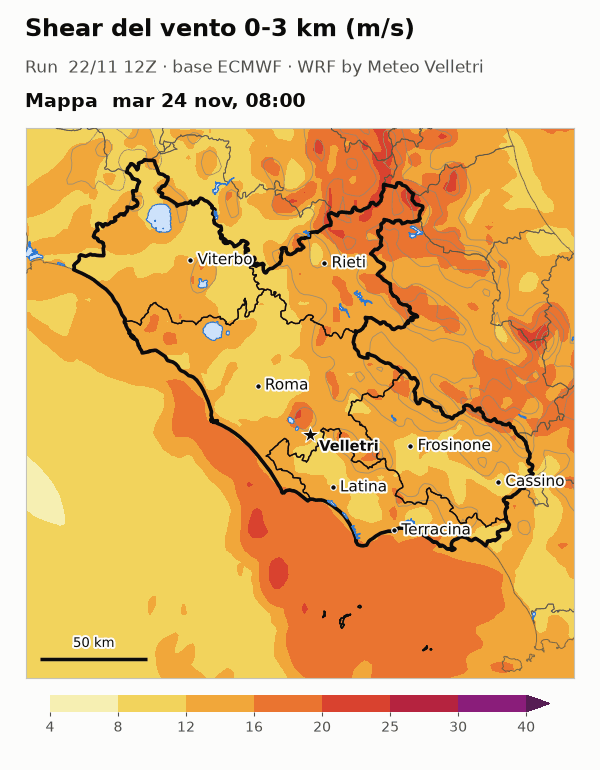 Shear del vento 0-3 km (m/s)
Run  22/11 12Z · base ECMWF · WRF by Meteo Velletri
Mappa  mar 24 nov, 08:00
Viterbo
Rieti
Roma
Velletri
Frosinone
Latina
Cassino
Terracina
50 km
4 8 12 16 20 25 30 40